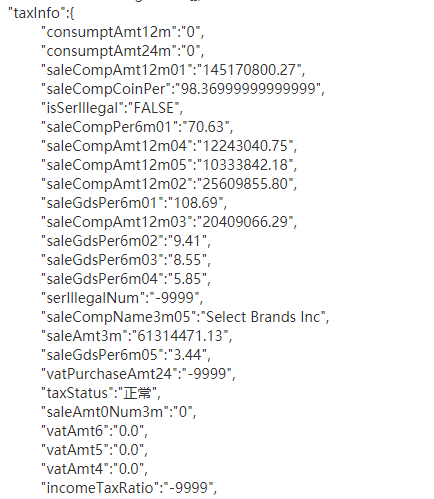 "taxInfo":{
"consumptAmt12m":"0",
"consumptAmt24m":"0",
"saleCompAmt12m01":"145170800.27",
"saleCompCoinPer":"98.36999999999999",
"isSerIllegal":"FALSE",
"saleCompPer6m01":"70.63",
"saleCompAmt12m04":"12243040.75",
"saleCompAmt12m05":"10333842.18",
"saleCompAmt12m02":"25609855.80",
"saleGdsPer6m01":"108.69",
"saleCompAmt12m03":"20409066.29",
"saleGdsPer6m02":"9.41",
"saleGdsPer6m03":"8.55",
"saleGdsPer6m04":"5.85",
"serIllegalNum":"-9999",
"saleCompName3m05":"Select Brands Inc",
"saleAmt3m":"61314471.13",
"saleGdsPer6m05":"3.44",
"vatPurchaseAmt24":"-9999",
"taxStatus":"正常",
"saleAmt0Num3m":"0",
"vatAmt6":"0.0",
"vatAmt5":"0.0",
"vatAmt4":"0.0",
"incomeTaxRatio":"-9999",